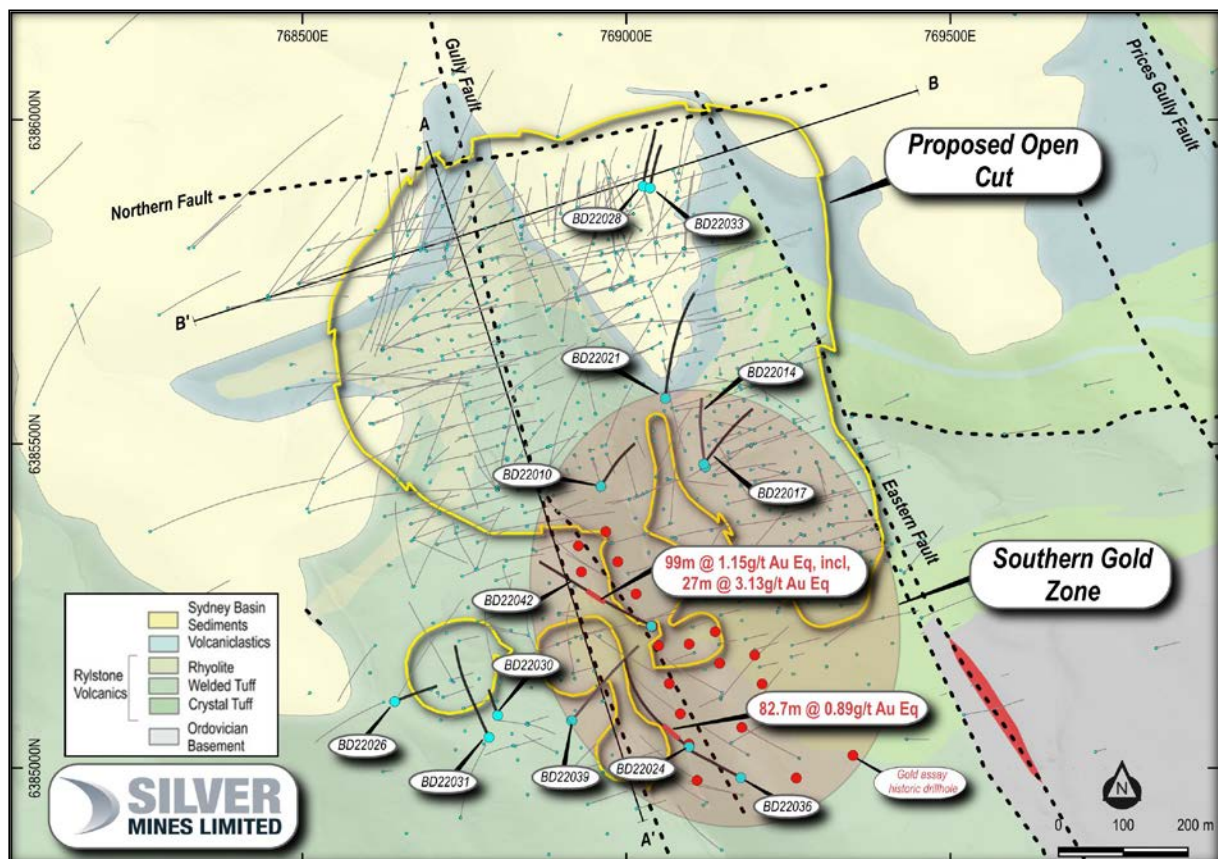 768500E
769000E
769500E
6386000N
6385500N
6385000N
Gully Fault
Prices Gully Fault
A
B
Proposed Open
Cut
Northern Fault
BD22028
BD22033
B'
BD22021
BD22014
BD22010
BD22017
Eastern Fault
99m @ 1.15g/t Au Eq, incl,
27m @ 3.13g/t Au Eq
Southern Gold
Zone
BD22042
BD22030
82.7m @ 0.89g/t Au Eq
BD22026
BD22031
BD22039
BD22024
BD22036
Gold assay
historic drillhole
A'
Sydney Basin
Sediments
Volcaniclastics
Rylstone
Volcanics
Rhyolite
Welded Tuff
Crystal Tuff
Ordovician
Basement
SILVER
MINES LIMITED
N
0 100 200 m